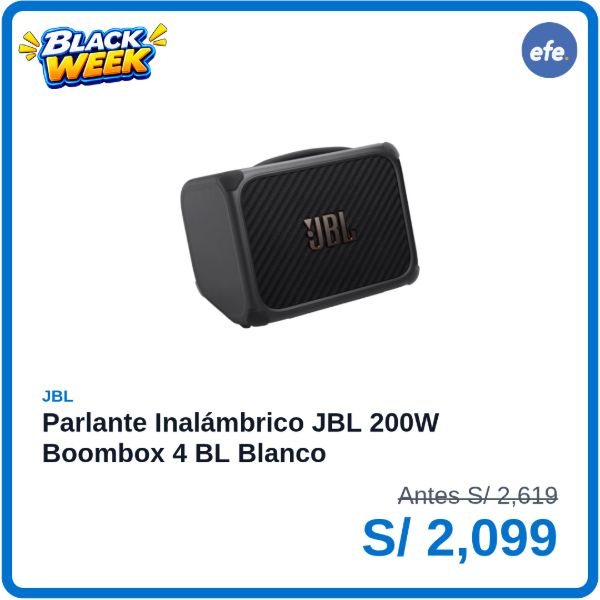 BLACK
WEEK
efe.
JBL
JBL
Parlante Inalámbrico JBL 200W
Boombox 4 BL Blanco
Antes S/ 2,619
S/ 2,099